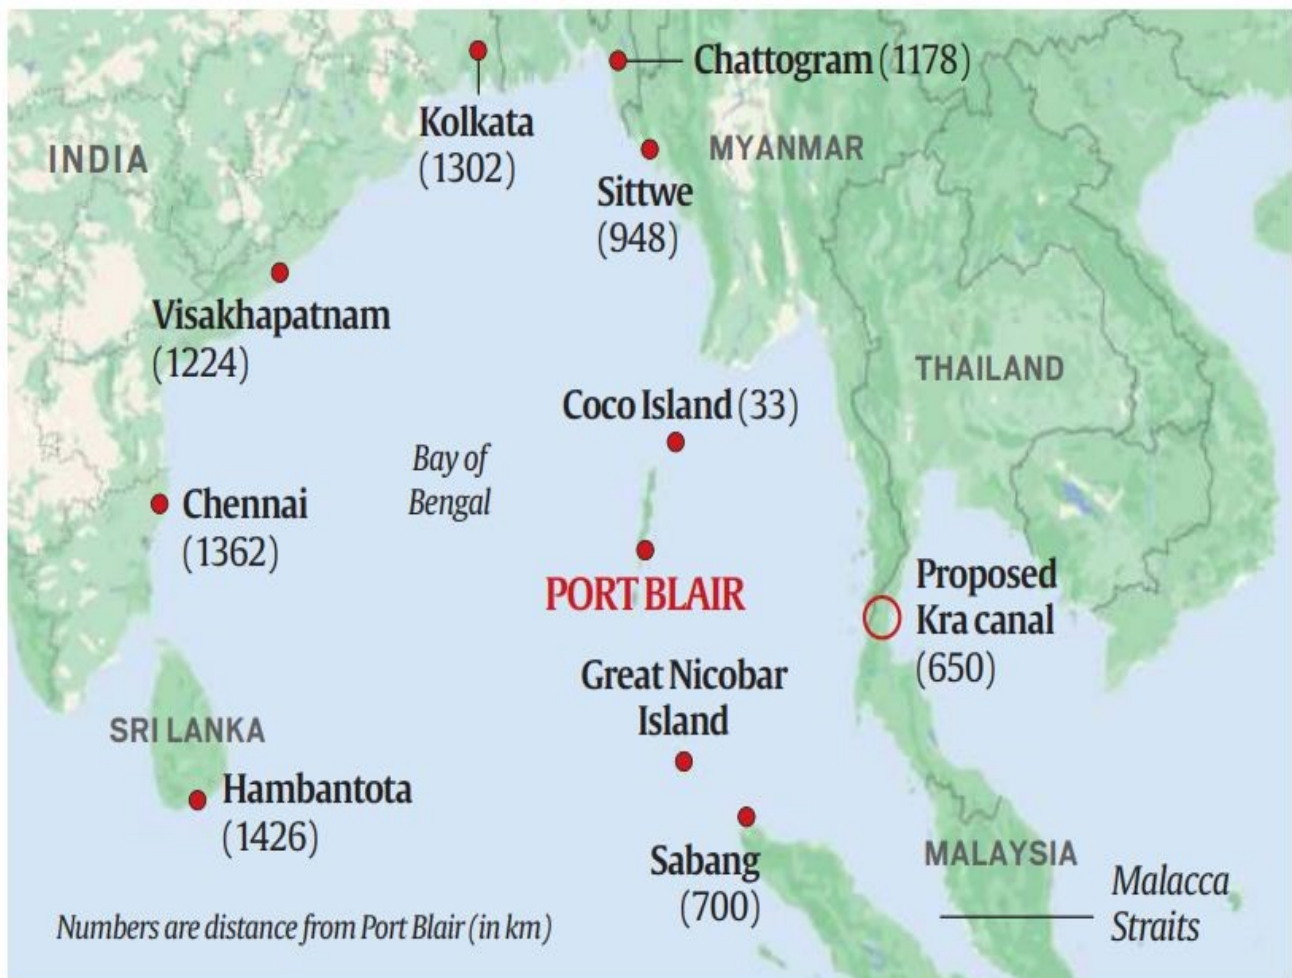 Chattogram (1178)
Kolkata
(1302)
INDIA
MYANMAR
Sittwe
(948)
Visakhapatnam
(1224)
THAILAND
Coco Island (33)
Bay of
Bengal
Chennai
(1362)
PORT BLAIR
Proposed
Kra canal
(650)
Great Nicobar
Island
SRI LANKA
Hambantota
(1426)
Sabang
(700)
MALAYSIA
Malacca
Straits
Numbers are distance from Port Blair (in km)